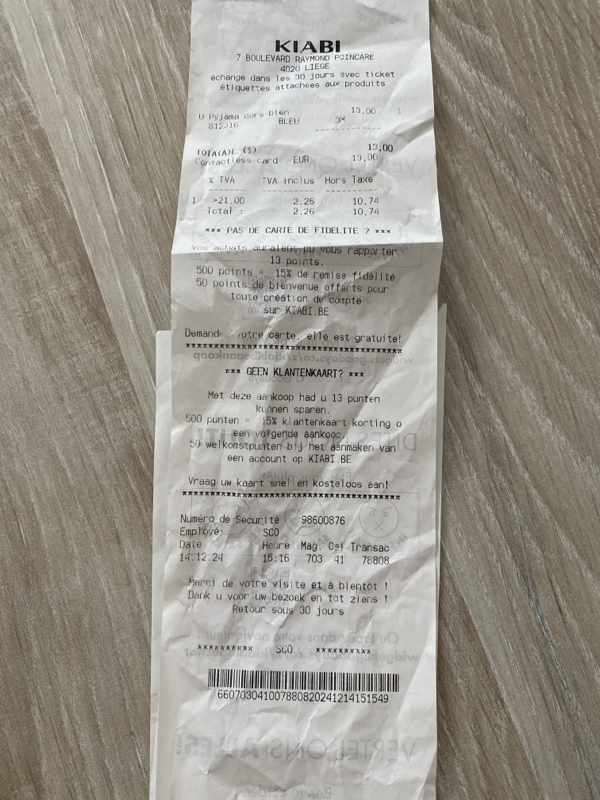 KIABI
7 BOULEVARD RAYMOND POINCARE
4020 LIEGE
echange dans les 30 jours avec ticket
étiquettes attachées aux produits
U Pyjama dors-bien 13,00 1
812316 BLEU 3M
TOTA(A)L (1) 13,00
Contactless card EUR 13,00
% TVA TVA inclus Hors Taxe
1 >21,00 2,25 10,74
Total : 2.26 10,74
*** PAS DE CARTE DE FIDELITE ? ***
Vos achats auraient pu vous rapporter
13 points.
500 points = 15% de remise fidélité
50 points de bienvenue offerts pour
toute création de compte
sur KIABI.BE
Demandez votre carte, elle est gratuite!
****************************************
*** GEEN KLANTENKAART? ***
Met deze aankoop had u 13 punten
kunnen sparen.
500 punten = 15% klantenkaart korting o
een volgende aankoop.
50 welkomstpunten bij het aanmaken van
een account op KIABI.BE
Vraag uw kaart snel en kosteloos aan!
****************************************
Numéro de Sécurité 98600876
Employé: SCO
Date Heure Mag. Cai Transac
14.12.24 15:16 703 41 78808
Merci de votre visite et à bientôt !
Dank u voor uw bezoek en tot ziens !
Retour sous 30 jours
********** SCO **********
660703041007880820241214151549